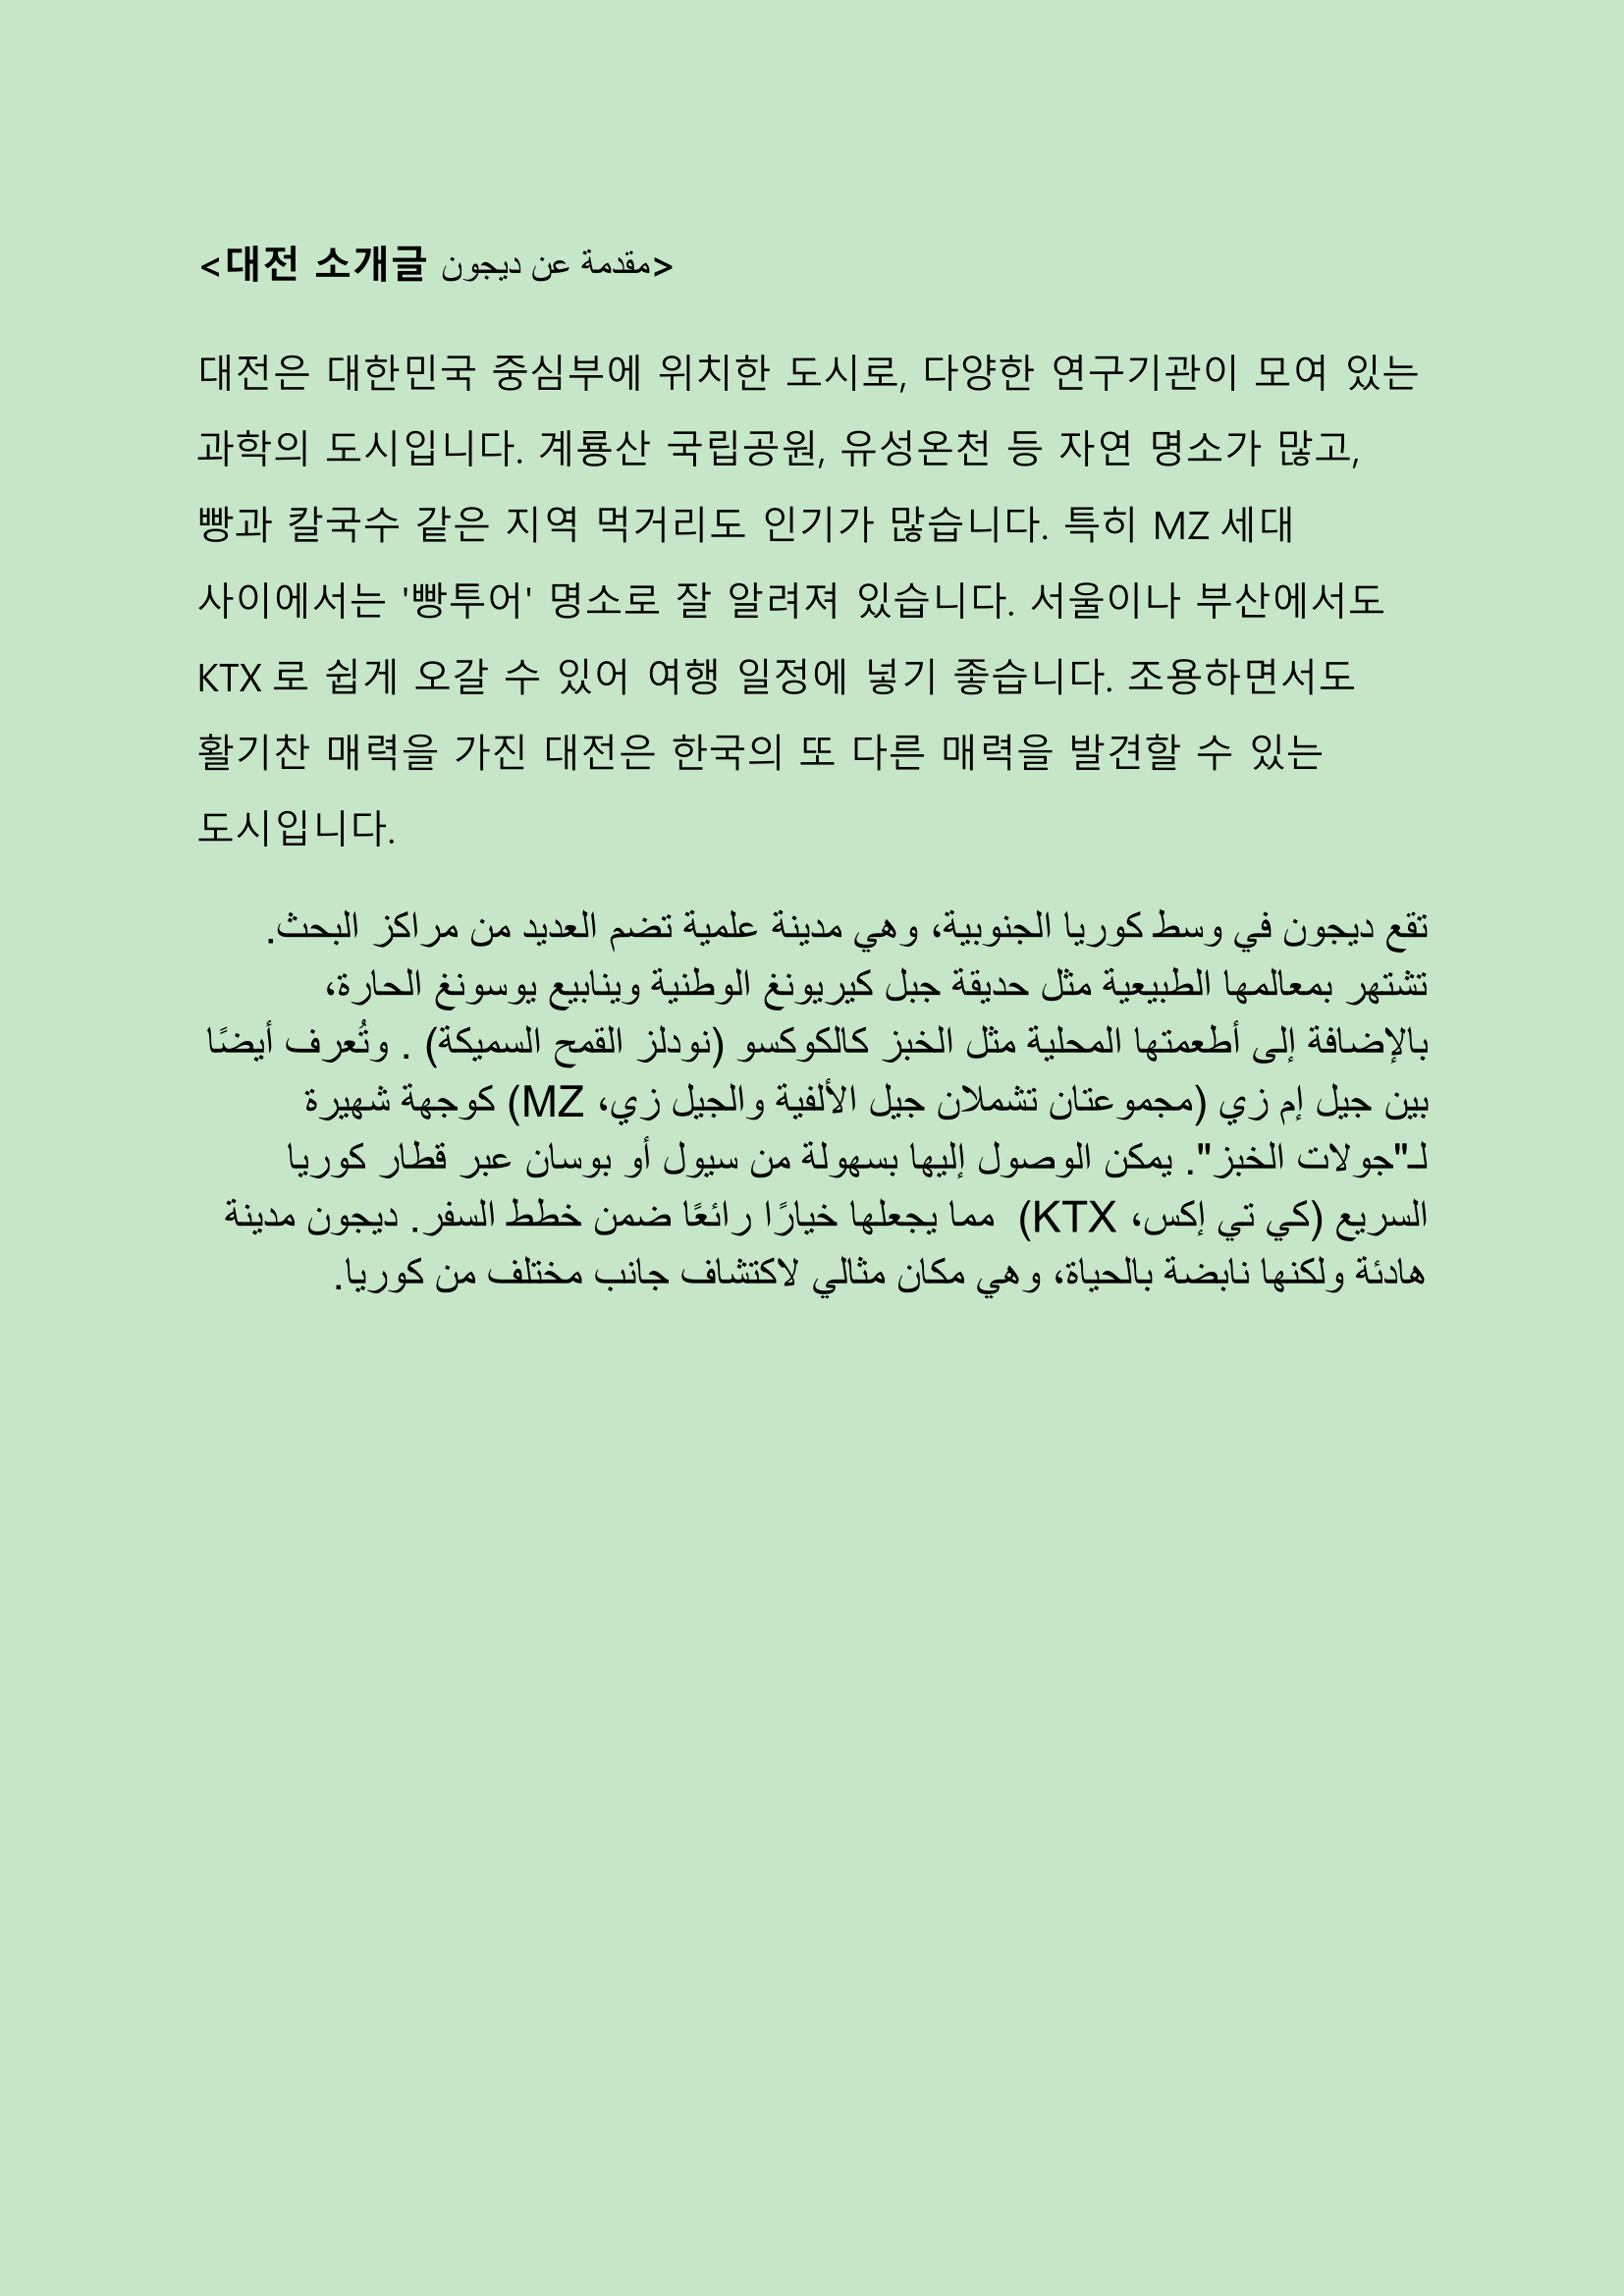 <대전 소개글 مقدمة عن ديجون>
대전은 대한민국 중심부에 위치한 도시로, 다양한 연구기관이 모여 있는
과학의 도시입니다. 계룡산 국립공원, 유성온천 등 자연 명소가 많고,
빵과 칼국수 같은 지역 먹거리도 인기가 많습니다. 특히 MZ 세대
사이에서는 '빵투어' 명소로 잘 알려져 있습니다. 서울이나 부산에서도
KTX 로 쉽게 오갈 수 있어 여행 일정에 넣기 좋습니다. 조용하면서도
활기찬 매력을 가진 대전은 한국의 또 다른 매력을 발견할 수 있는
도시입니다.
تقع ديجون في وسط كوريا الجنوبية، وهي مدينة علمية تضم العديد من مراكز البحث.
تشتهر بمعالمها الطبيعية مثل حديقة جبل كيريونغ الوطنية وينابيع يوسونغ الحارة،
بالإضافة إلى أطعمتها المحلية مثل الخبز كالكوكسو (نودلز القمح السميكة) . وتُعرف أيضًا
بين جيل إم زي (مجموعتان تشملان جيل الألفية والجيل زي، MZ) كوجهة شهيرة
لـ"جولات الخبز". يمكن الوصول إليها بسهولة من سيول أو بوسان عبر قطار كوريا
السريع (كي تي إكس، KTX)  مما يجعلها خيارًا رائعًا ضمن خطط السفر. ديجون مدينة
هادئة ولكنها نابضة بالحياة، وهي مكان مثالي لاكتشاف جانب مختلف من كوريا.